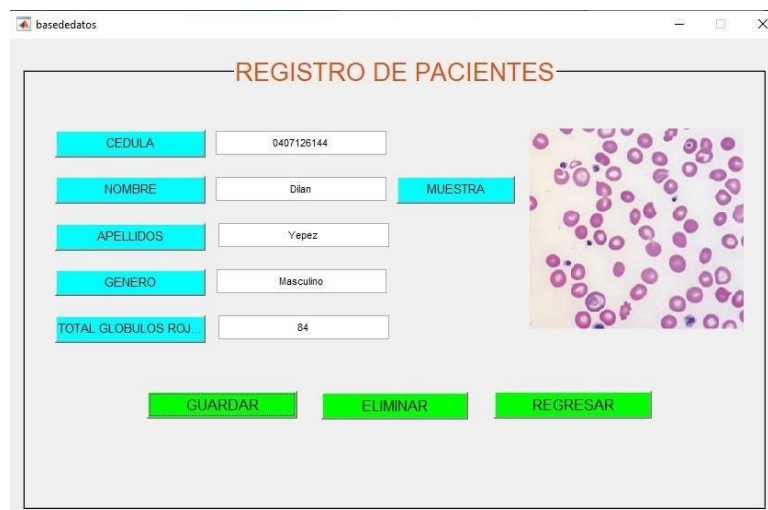 basededatos
REGISTRO DE PACIENTES
CEDULA 0407126144
NOMBRE Dilan MUESTRA
APELLIDOS Yepez
GENERO Masculino
TOTAL GLOBULOS ROJ... 84
GUARDAR ELIMINAR REGRESAR